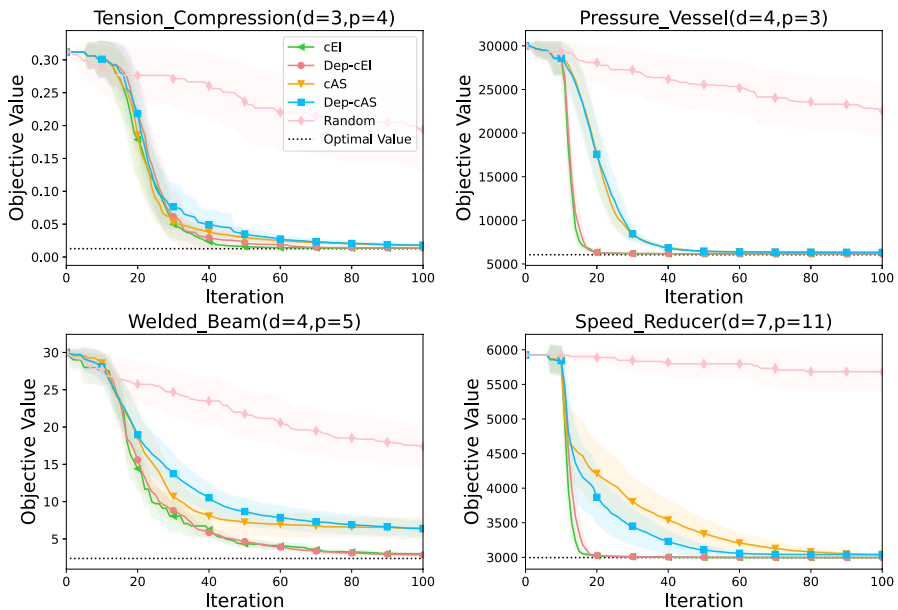 Tension_Compression(d=3,p=4)
Objective Value
0.30
0.25
0.20
0.15
0.10
0.05
0.00
cEI
Dep-cEI
cAS
Dep-cAS
Random
Optimal Value
0 20 40 60 80 100
Iteration
Pressure_Vessel(d=4,p=3)
Objective Value
30000
25000
20000
15000
10000
5000
0 20 40 60 80 100
Iteration
Welded_Beam(d=4,p=5)
Objective Value
30
25
20
15
10
5
0 20 40 60 80 100
Iteration
Speed_Reducer(d=7,p=11)
Objective Value
6000
5500
5000
4500
4000
3500
3000
0 20 40 60 80 100
Iteration